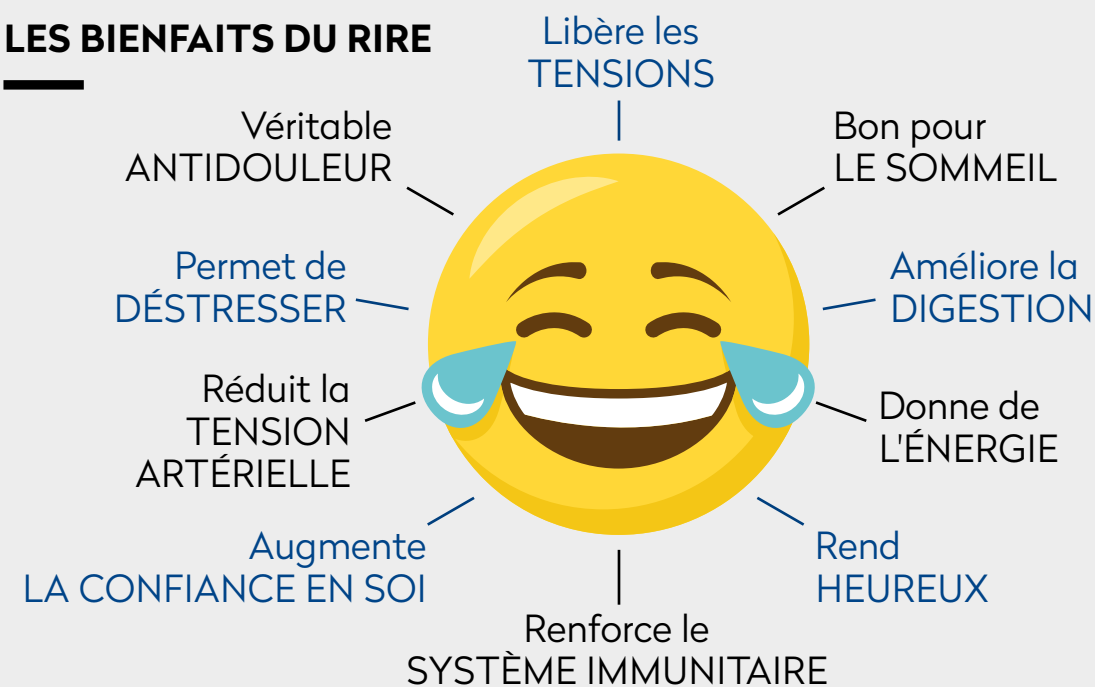 LES BIENFAITS DU RIRE
Libère les
TENSIONS
Bon pour
LE SOMMEIL
Améliore la
DIGESTION
Donne de
L'ÉNERGIE
Rend
HEUREUX
Renforce le
SYSTÈME IMMUNITAIRE
Augmente
LA CONFIANCE EN SOI
Réduit la
TENSION
ARTÉRIELLE
Permet de
DÉSTRESSER
Véritable
ANTIDOULEUR